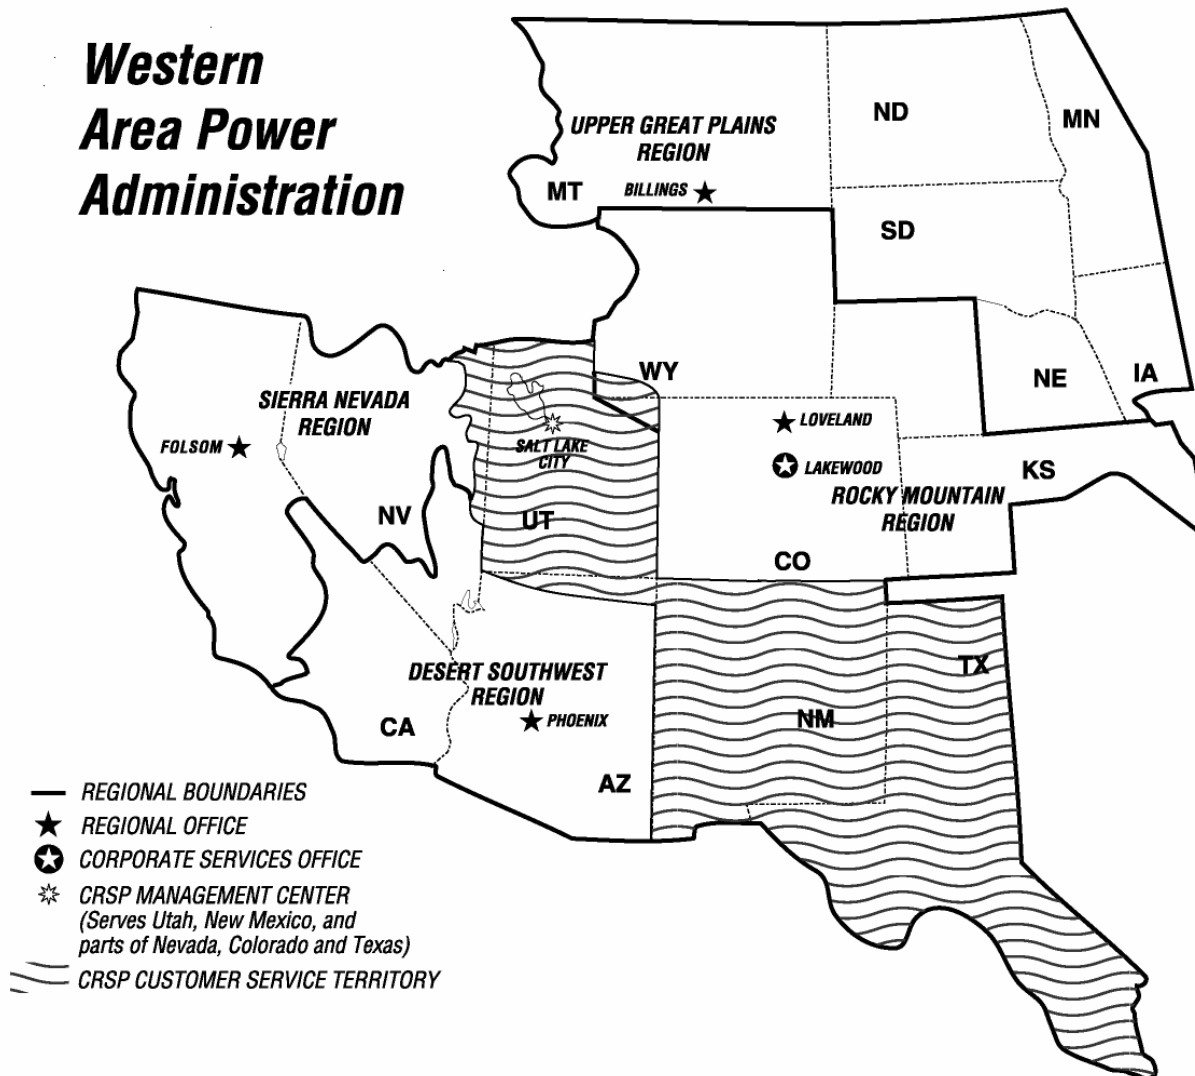 Western
Area Power
Administration
UPPER GREAT PLAINS
REGION
ND
MN
MT
BILLINGS
SD
WY
NE
IA
SIERRA NEVADA
REGION
FOLSOM
SALT LAKE
CITY
LOVELAND
LAKEWOOD
KS
ROCKY MOUNTAIN
REGION
NV
UT
CO
DESERT SOUTHWEST
REGION
PHOENIX
TX
NM
CA
AZ
REGIONAL BOUNDARIES
REGIONAL OFFICE
CORPORATE SERVICES OFFICE
CRSP MANAGEMENT CENTER
(Serves Utah, New Mexico, and
parts of Nevada, Colorado and Texas)
CRSP CUSTOMER SERVICE TERRITORY